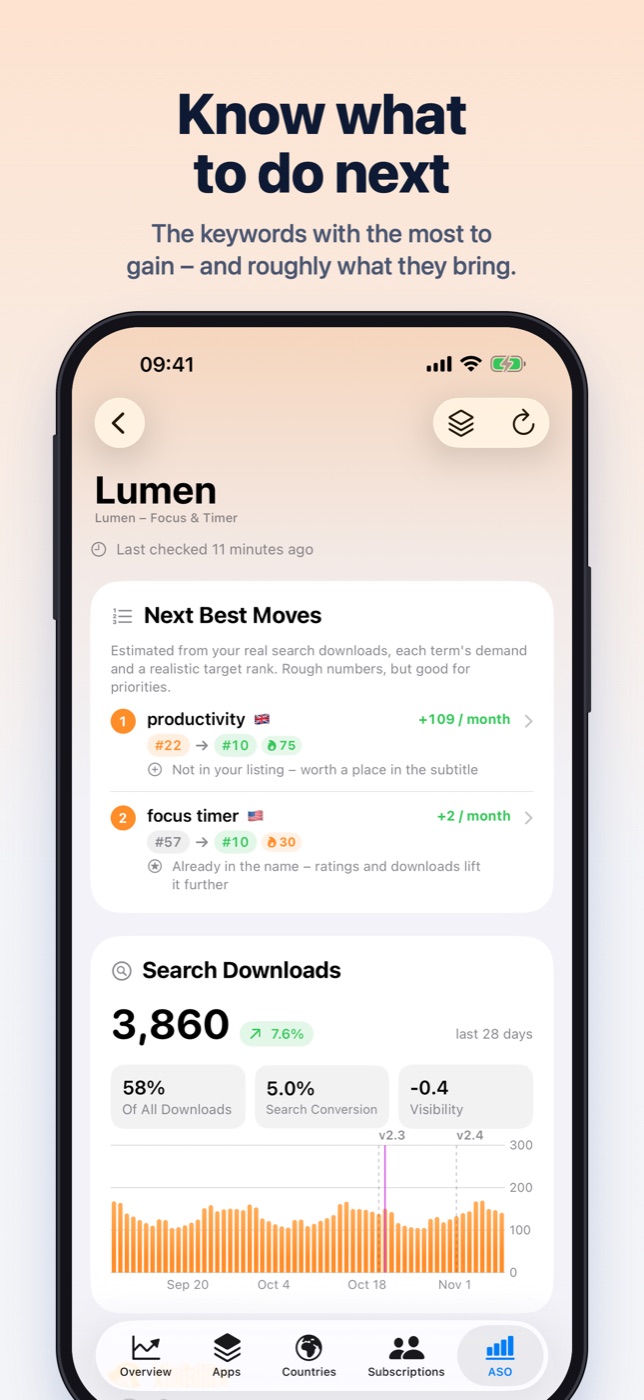 Know what
to do next
The keywords with the most to
gain – and roughly what they bring.
09:41
Lumen
Lumen – Focus & Timer
Last checked 11 minutes ago
Next Best Moves
Estimated from your real search downloads, each term's demand
and a realistic target rank. Rough numbers, but good for
priorities.
1 productivity +109 / month
#22 → #10 75
Not in your listing – worth a place in the subtitle
2 focus timer +2 / month
#57 → #10 30
Already in the name – ratings and downloads lift
it further
Search Downloads
3,860 7.6% last 28 days
58% 5.0% -0.4
Of All Downloads Search Conversion Visibility
v2.3 v2.4
300
200
100
0
Sep 20 Oct 4 Oct 18 Nov 1
Overview Apps Countries Subscriptions ASO